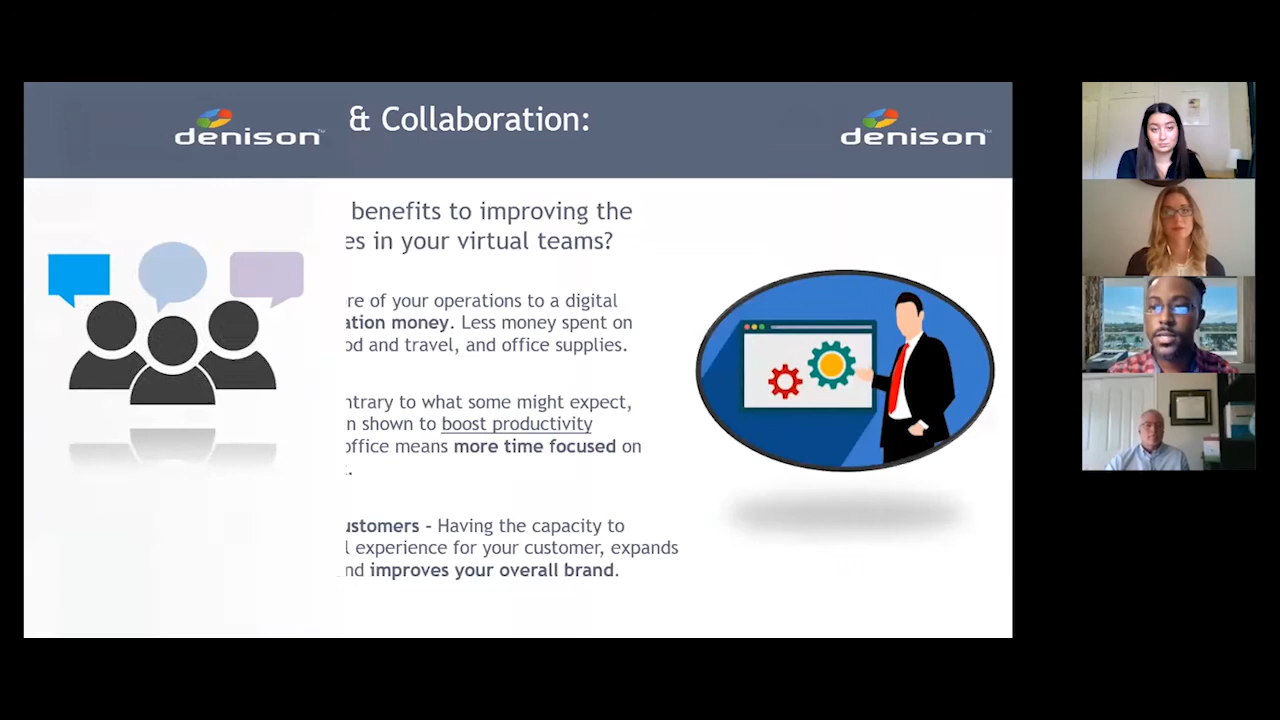 denison™ & Collaboration: denison™
benefits to improving the
es in your virtual teams?
re of your operations to a digital
ation money. Less money spent on
od and travel, and office supplies.
ntrary to what some might expect,
n shown to boost productivity
office means more time focused on
.
ustomers - Having the capacity to
l experience for your customer, expands
nd improves your overall brand.